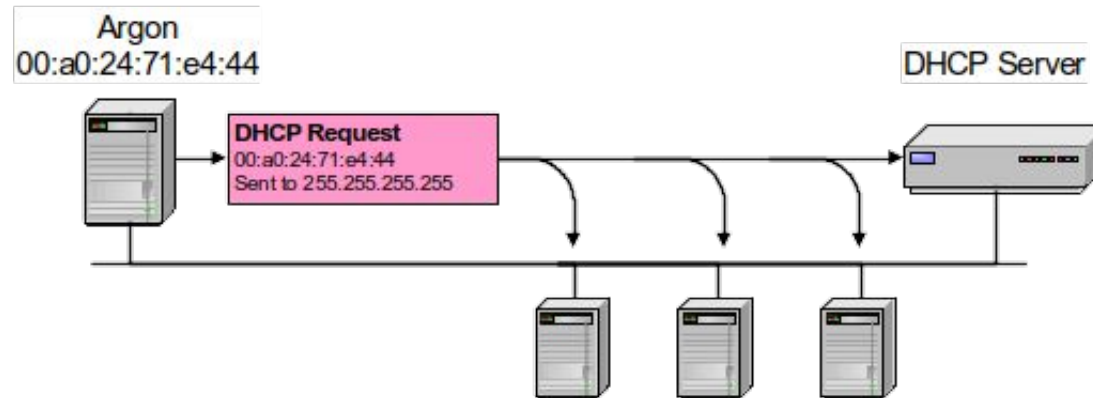 Argon
00:a0:24:71:e4:44
DHCP Server
DHCP Request
00:a0:24:71:e4:44
Sent to 255.255.255.255